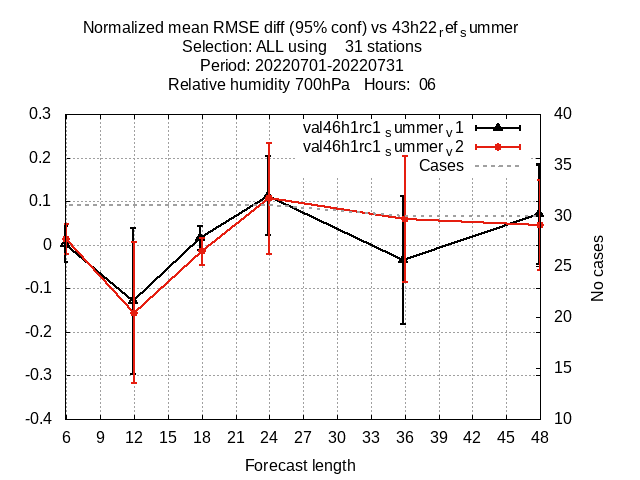 Normalized mean RMSE diff (95% conf) vs 43h22refsummer
Selection: ALL using 31 stations
Period: 20220701-20220731
Relative humidity 700hPa Hours: 06
val46h1rc1summerv1
val46h1rc1summerv2
Cases
0.3
0.2
0.1
0
-0.1
-0.2
-0.3
-0.4
40
35
30
25
20
15
10
No cases
6 9 12 15 18 21 24 27 30 33 36 39 42 45 48
Forecast length